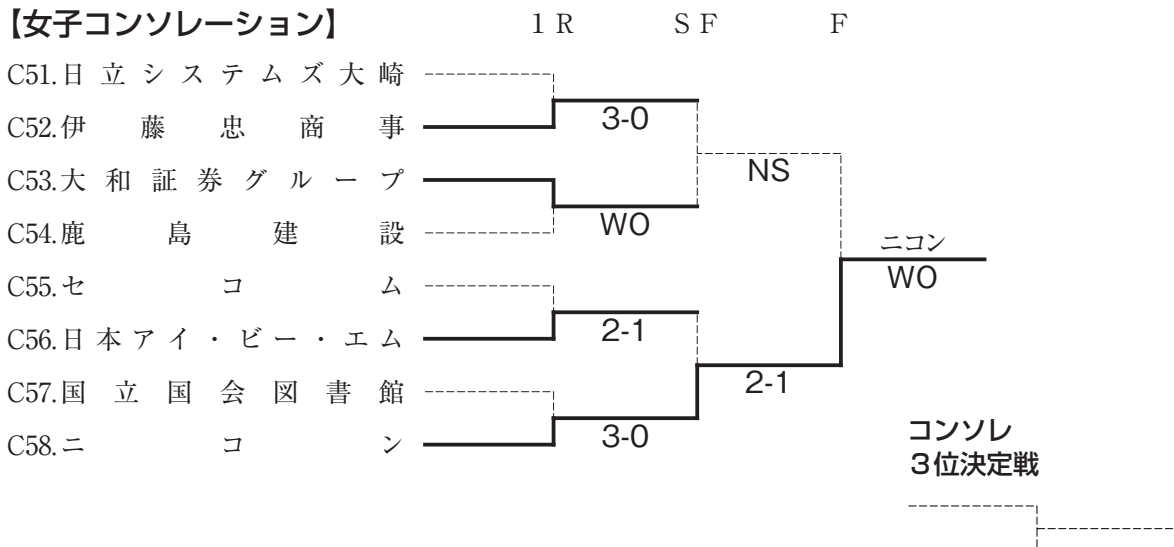 【女子コンソレーション】 1R SF F
C51.日立システムズ大崎
3-0
C52.伊藤忠商事
C53.大和証券グループ
NS
WO
C54.鹿島建設
ニコン
WO
C55.セコム
2-1
C56.日本アイ・ビー・エム
2-1
C57.国立国会図書館
3-0
C58.ニコン
コンソレ
3位決定戦